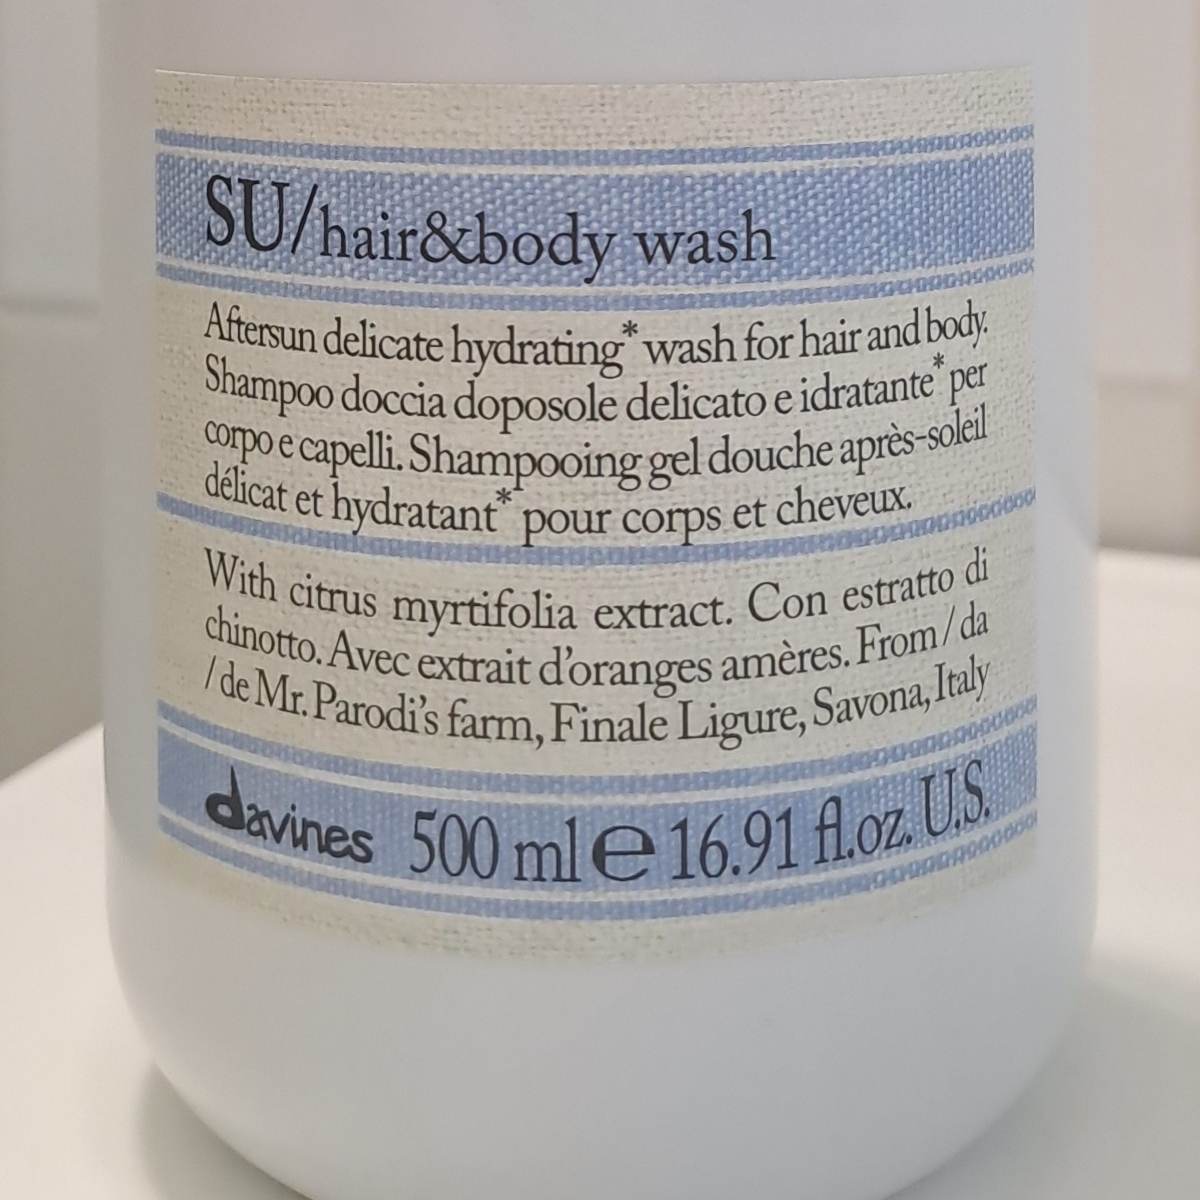 SU/hair&body wash
Aftersun delicate hydrating* wash for hair and body.
Shampoo doccia doposole delicato e idratante* per
corpo e capelli. Shampooing gel douche après-soleil
délicat et hydratant* pour corps et cheveux.
With citrus myrtifolia extract. Con estratto di
chinotto. Avec extrait d'oranges amères. From / da
/ de Mr. Parodi's farm, Finale Ligure, Savona, Italy
davines 500 ml e 16.91 fl.oz. U.S.